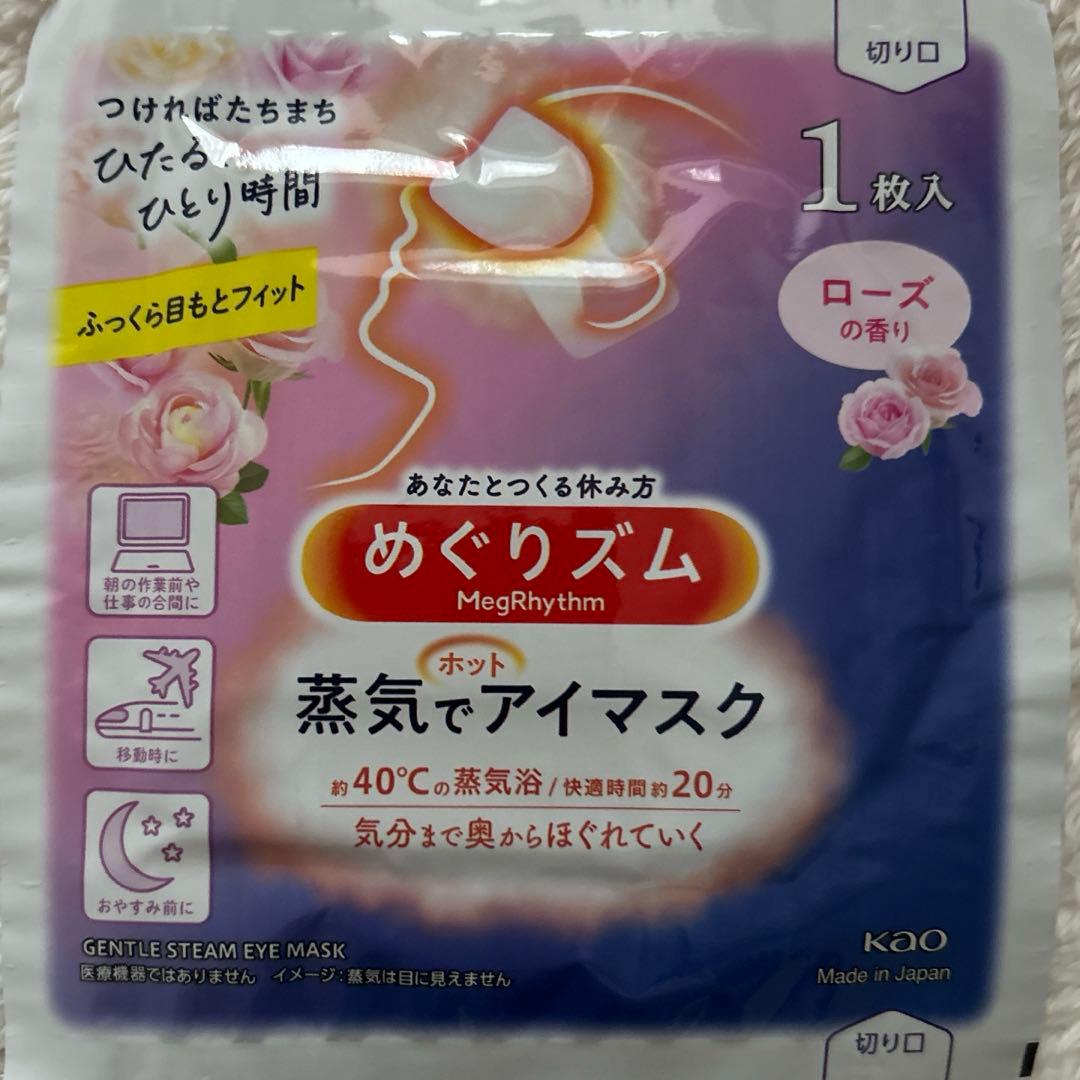 切り口
つければたちまち
ひたる
ひとり時間
1枚入
ふっくら目もとフィット
ローズ
の香り
あなたとつくる休み方
めぐりズム
MegRhythm
ホット
蒸気でアイマスク
約40℃の蒸気浴/快適時間約20分
気分まで奥からほぐれていく
朝の作業前や
仕事の合間に
移動時に
おやすみ前に
GENTLE STEAM EYE MASK
医療機器ではありません イメージ:蒸気は目に見えません
Kao
Made in Japan
切り口